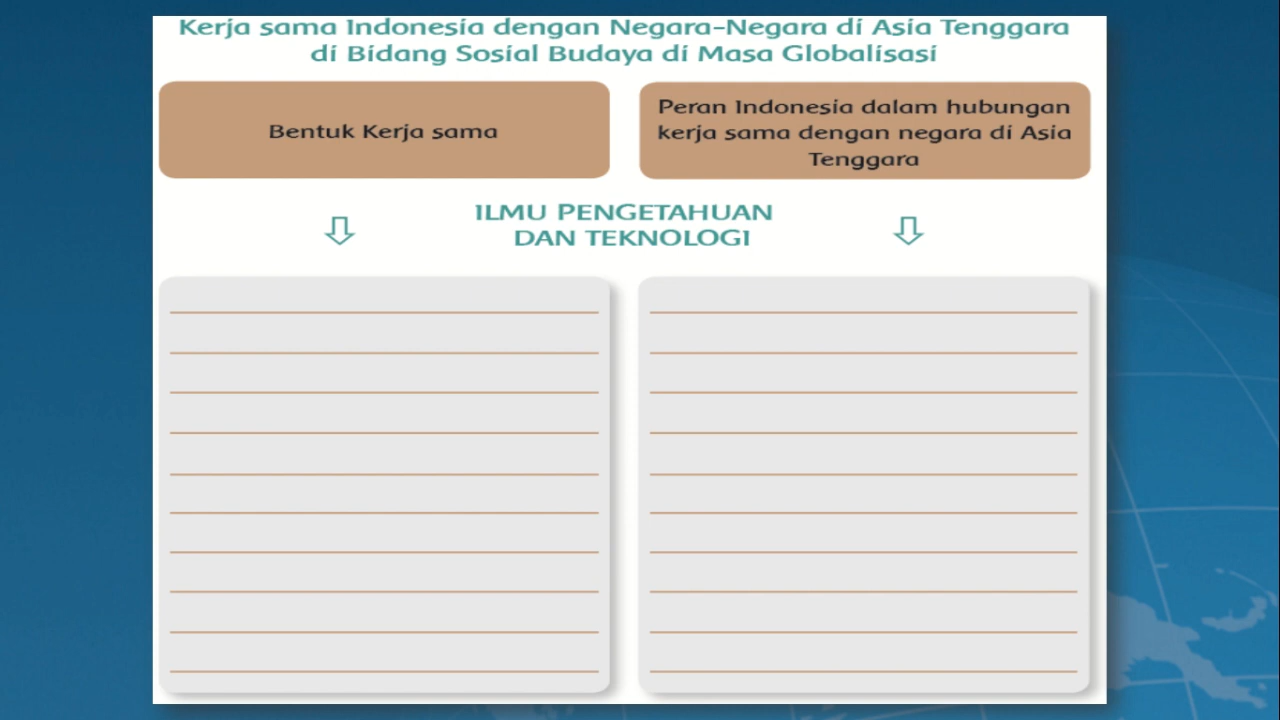 Kerja sama Indonesia dengan Negara-Negara di Asia Tenggara
di Bidang Sosial Budaya di Masa Globalisasi
Bentuk Kerja sama
Peran Indonesia dalam hubungan
kerja sama dengan negara di Asia
Tenggara
ILMU PENGETAHUAN
DAN TEKNOLOGI